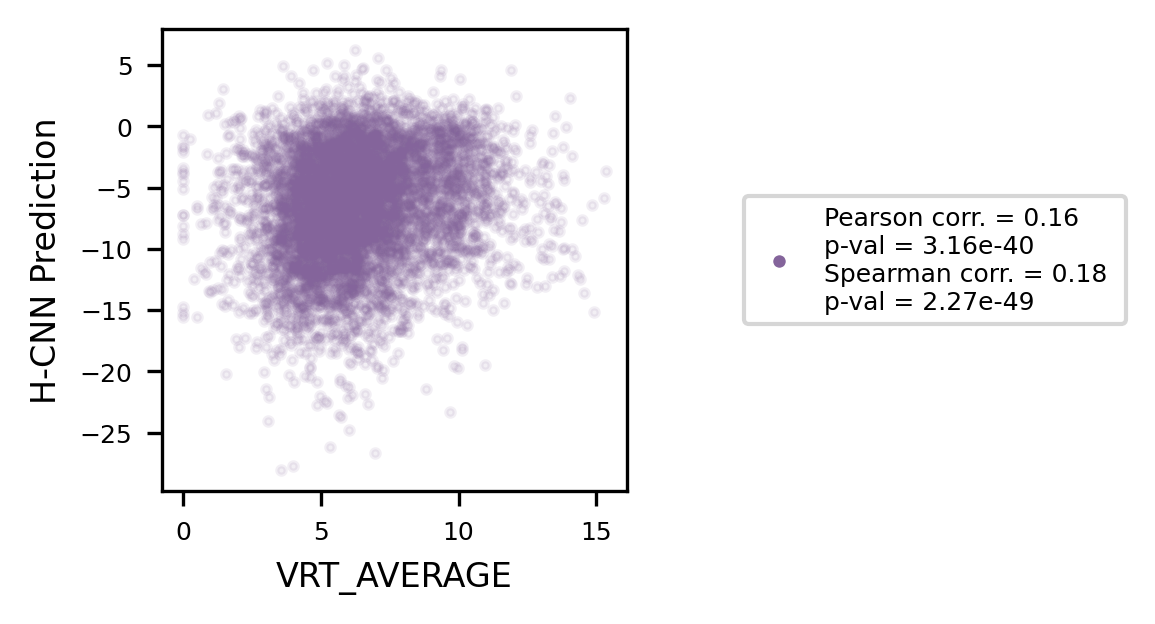 5
0
−5
−10
−15
−20
−25
H-CNN Prediction
0 5 10 15
VRT_AVERAGE
Pearson corr. = 0.16
p-val = 3.16e-40
Spearman corr. = 0.18
p-val = 2.27e-49